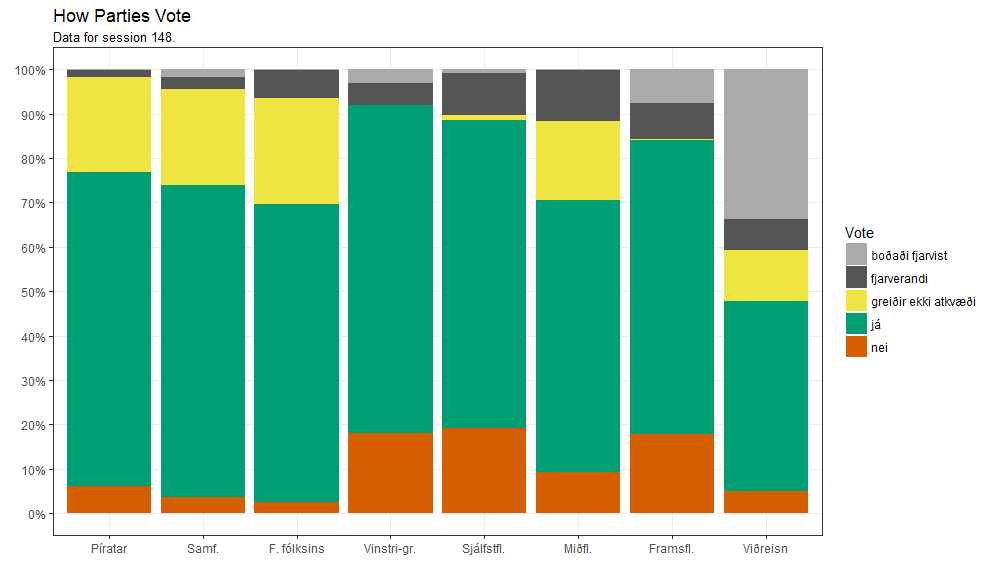 How Parties Vote
Data for session 148.
100%
90%
80%
70%
60%
50%
40%
30%
20%
10%
0%
Píratar Samf. F. fólksins Vinstri-gr. Sjálfstfl. Miðfl. Framsfl. Viðreisn
Vote
boðaði fjarvist
fjarverandi
greiðir ekki atkvæði
já
nei